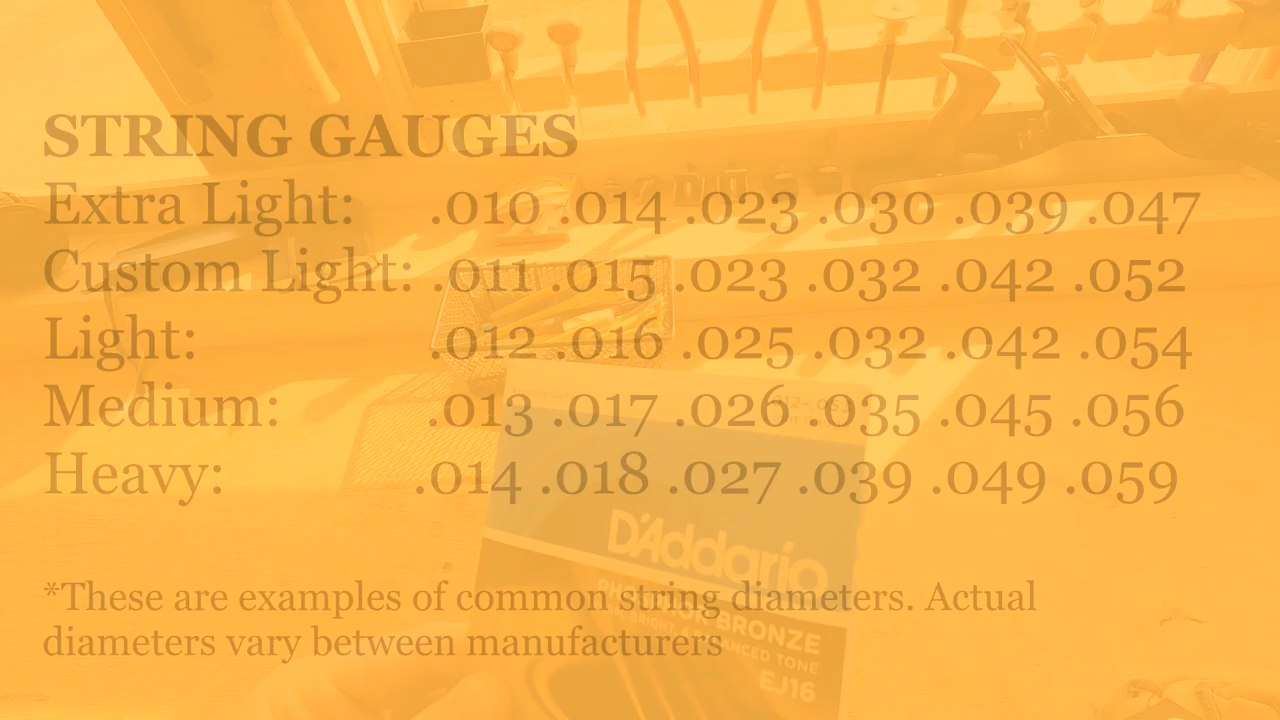 STRING GAUGES
Extra Light: .010 .014 .023 .030 .039 .047
Custom Light: .011 .015 .023 .032 .042 .052
Light: .012 .016 .025 .032 .042 .054
Medium: .013 .017 .026 .035 .045 .056
Heavy: .014 .018 .027 .039 .049 .059
*These are examples of common string diameters. Actual
diameters vary between manufacturers
D'Addario
PHOSPHOR BRONZE
EJ16